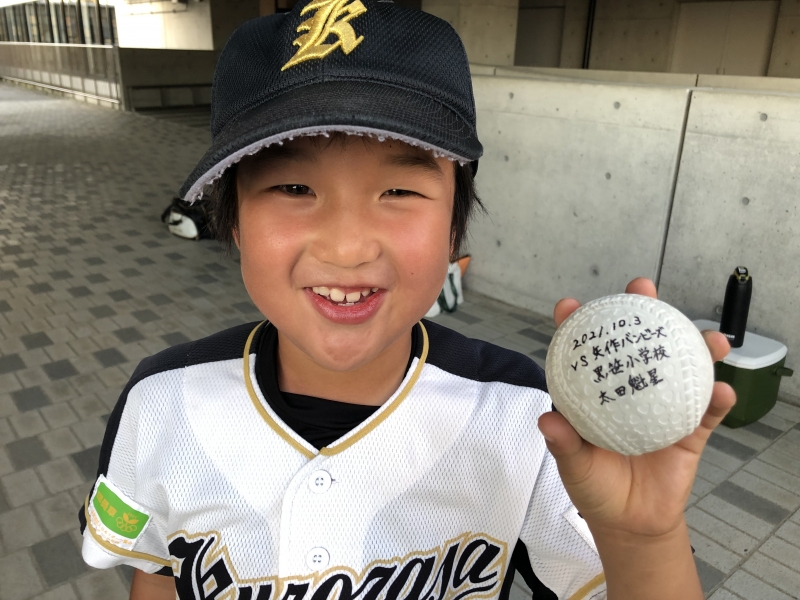 K
2021.10.3
VS 矢作バンビーズ
黒笹小学校
太田魁星
Kurozasa